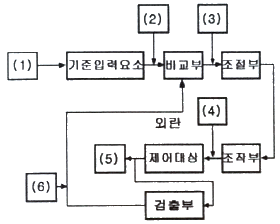 (2)
(3)
(1)
기준입력요소
비교부
조절부
외란
(4)
(5)
제어대상
조작부
(6)
검출부